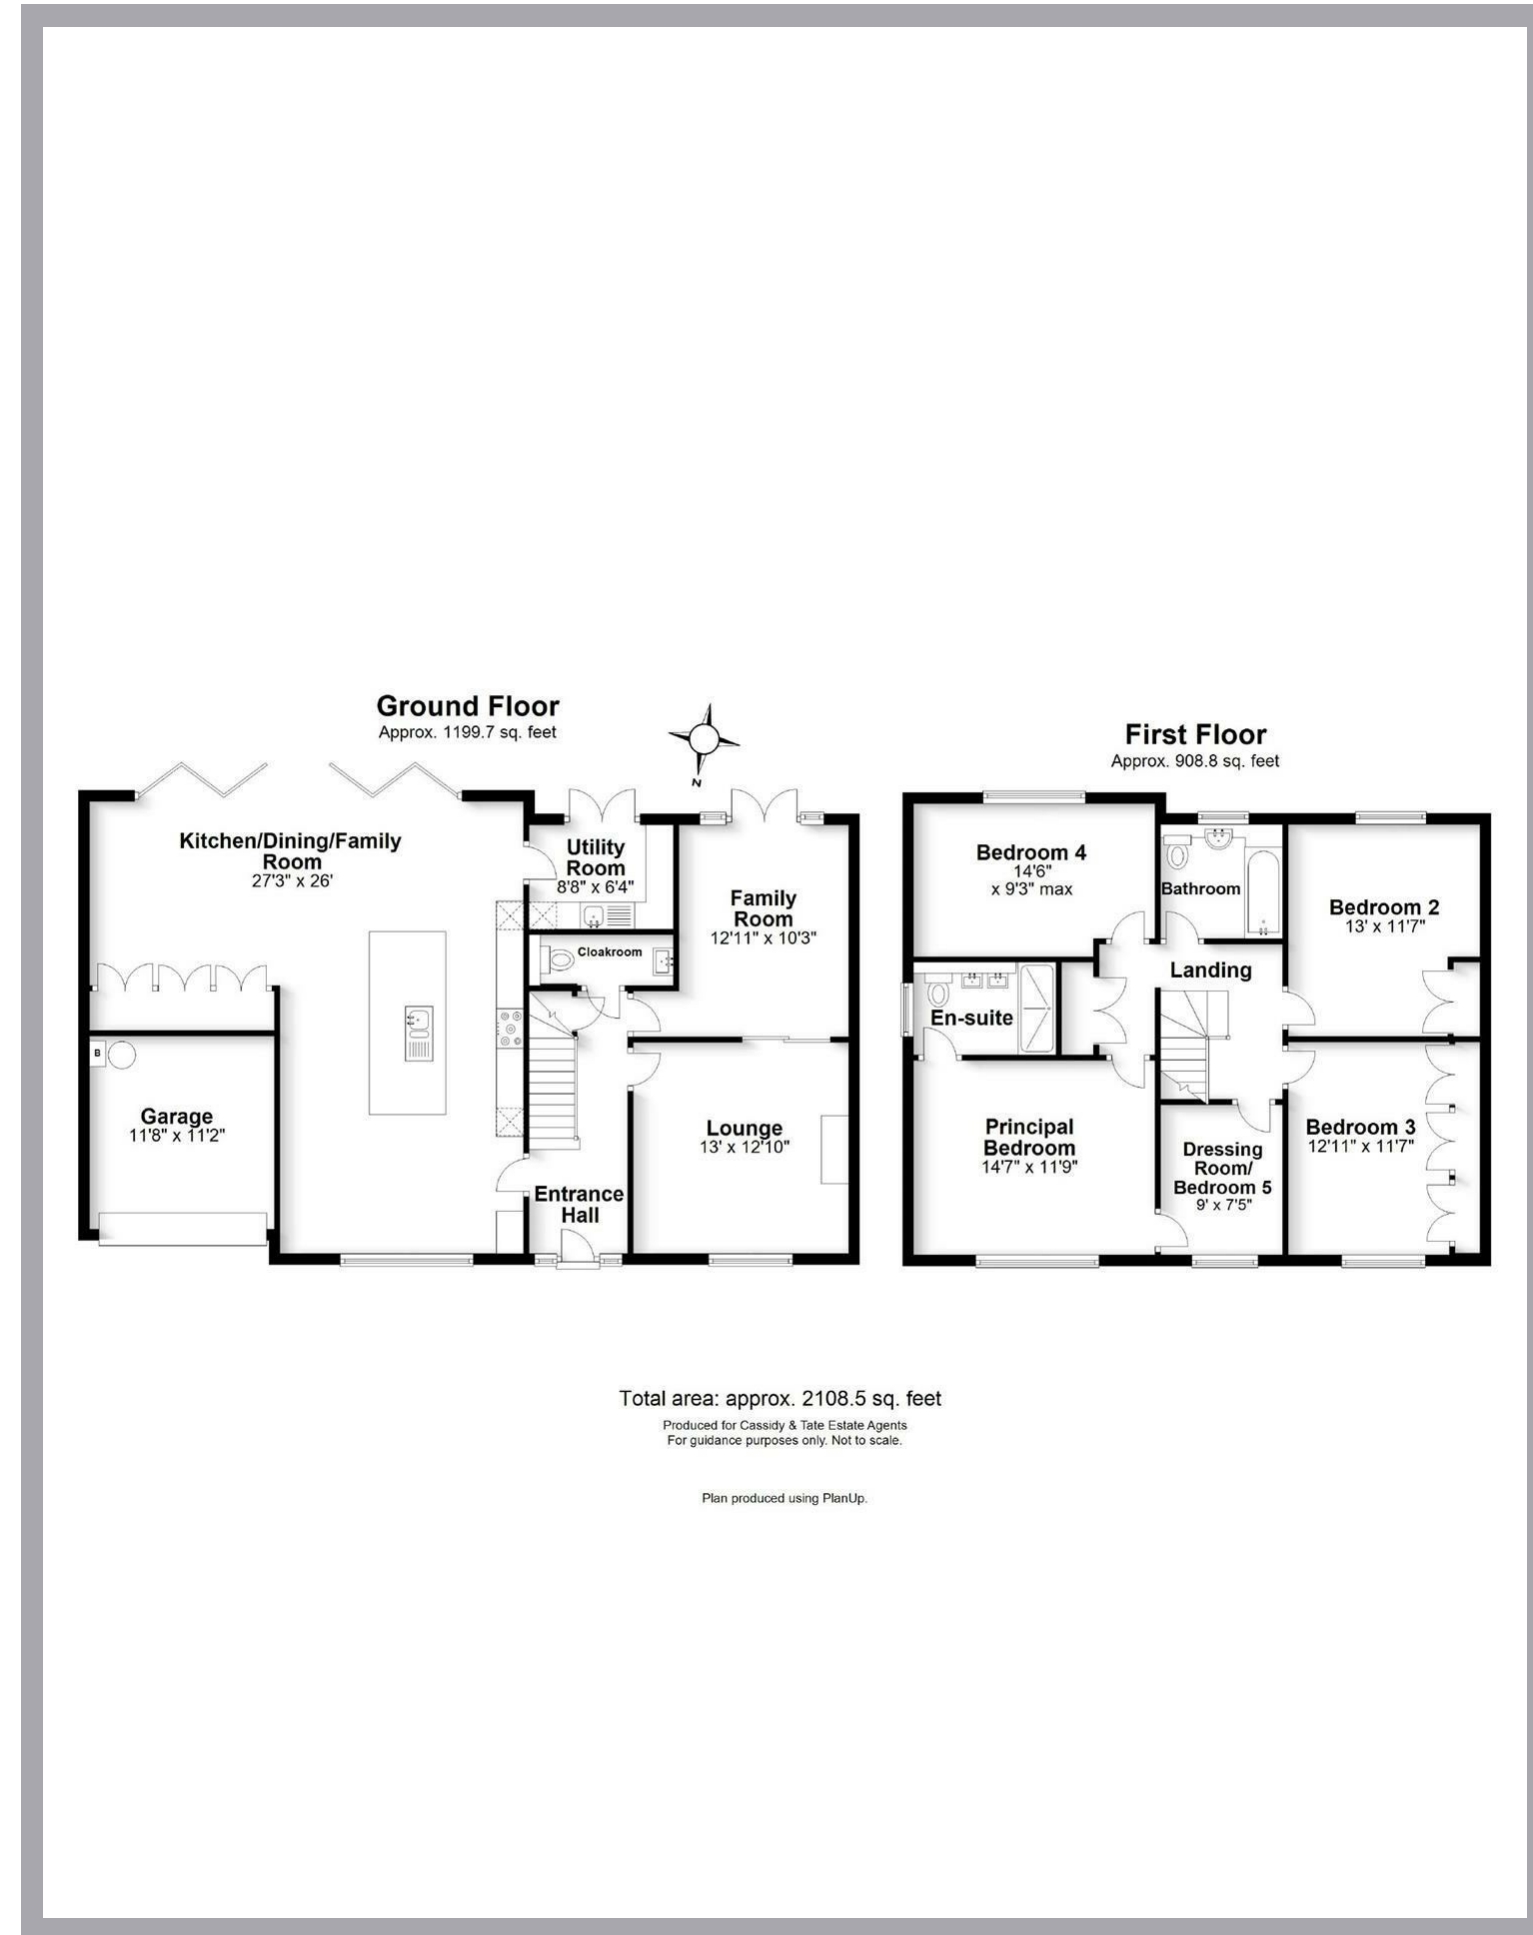 Ground Floor
Approx. 1199.7 sq. feet
N
Kitchen/Dining/Family
Room
27'3" x 26'
Utility
Room
8'8" x 6'4"
Family
Room
12'11" x 10'3"
Cloakroom
B
Garage
11'8" x 11'2"
Lounge
13' x 12'10"
Entrance
Hall
First Floor
Approx. 908.8 sq. feet
Bedroom 4
14'6"
x 9'3" max
Bathroom
Bedroom 2
13' x 11'7"
Landing
En-suite
Principal
Bedroom
14'7" x 11'9"
Dressing
Room/
Bedroom 5
9' x 7'5"
Bedroom 3
12'11" x 11'7"
Total area: approx. 2108.5 sq. feet
Produced for Cassidy & Tate Estate Agents
For guidance purposes only. Not to scale.
Plan produced using PlanUp.